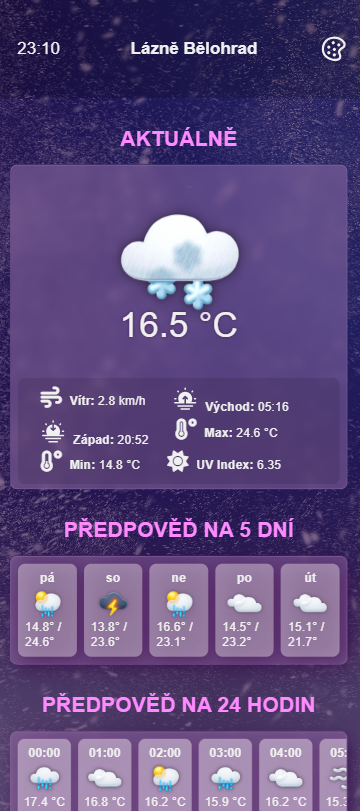 23:10
Lázně Bělohrad
AKTUÁLNĚ
16.5 °C
Vítr: 2.8 km/h
Východ: 05:16
Západ: 20:52
Max: 24.6 °C
Min: 14.8 °C
UV Index: 6.35
PŘEDPOVĚĎ NA 5 DNÍ
pá
so
ne
po
út
14.8° /
24.6°
13.8° /
23.6°
16.6° /
23.1°
14.5° /
23.2°
15.1° /
21.7°
PŘEDPOVĚĎ NA 24 HODIN
00:00
01:00
02:00
03:00
04:00
17.4 °C
16.8 °C
16.2 °C
15.9 °C
16.2 °C